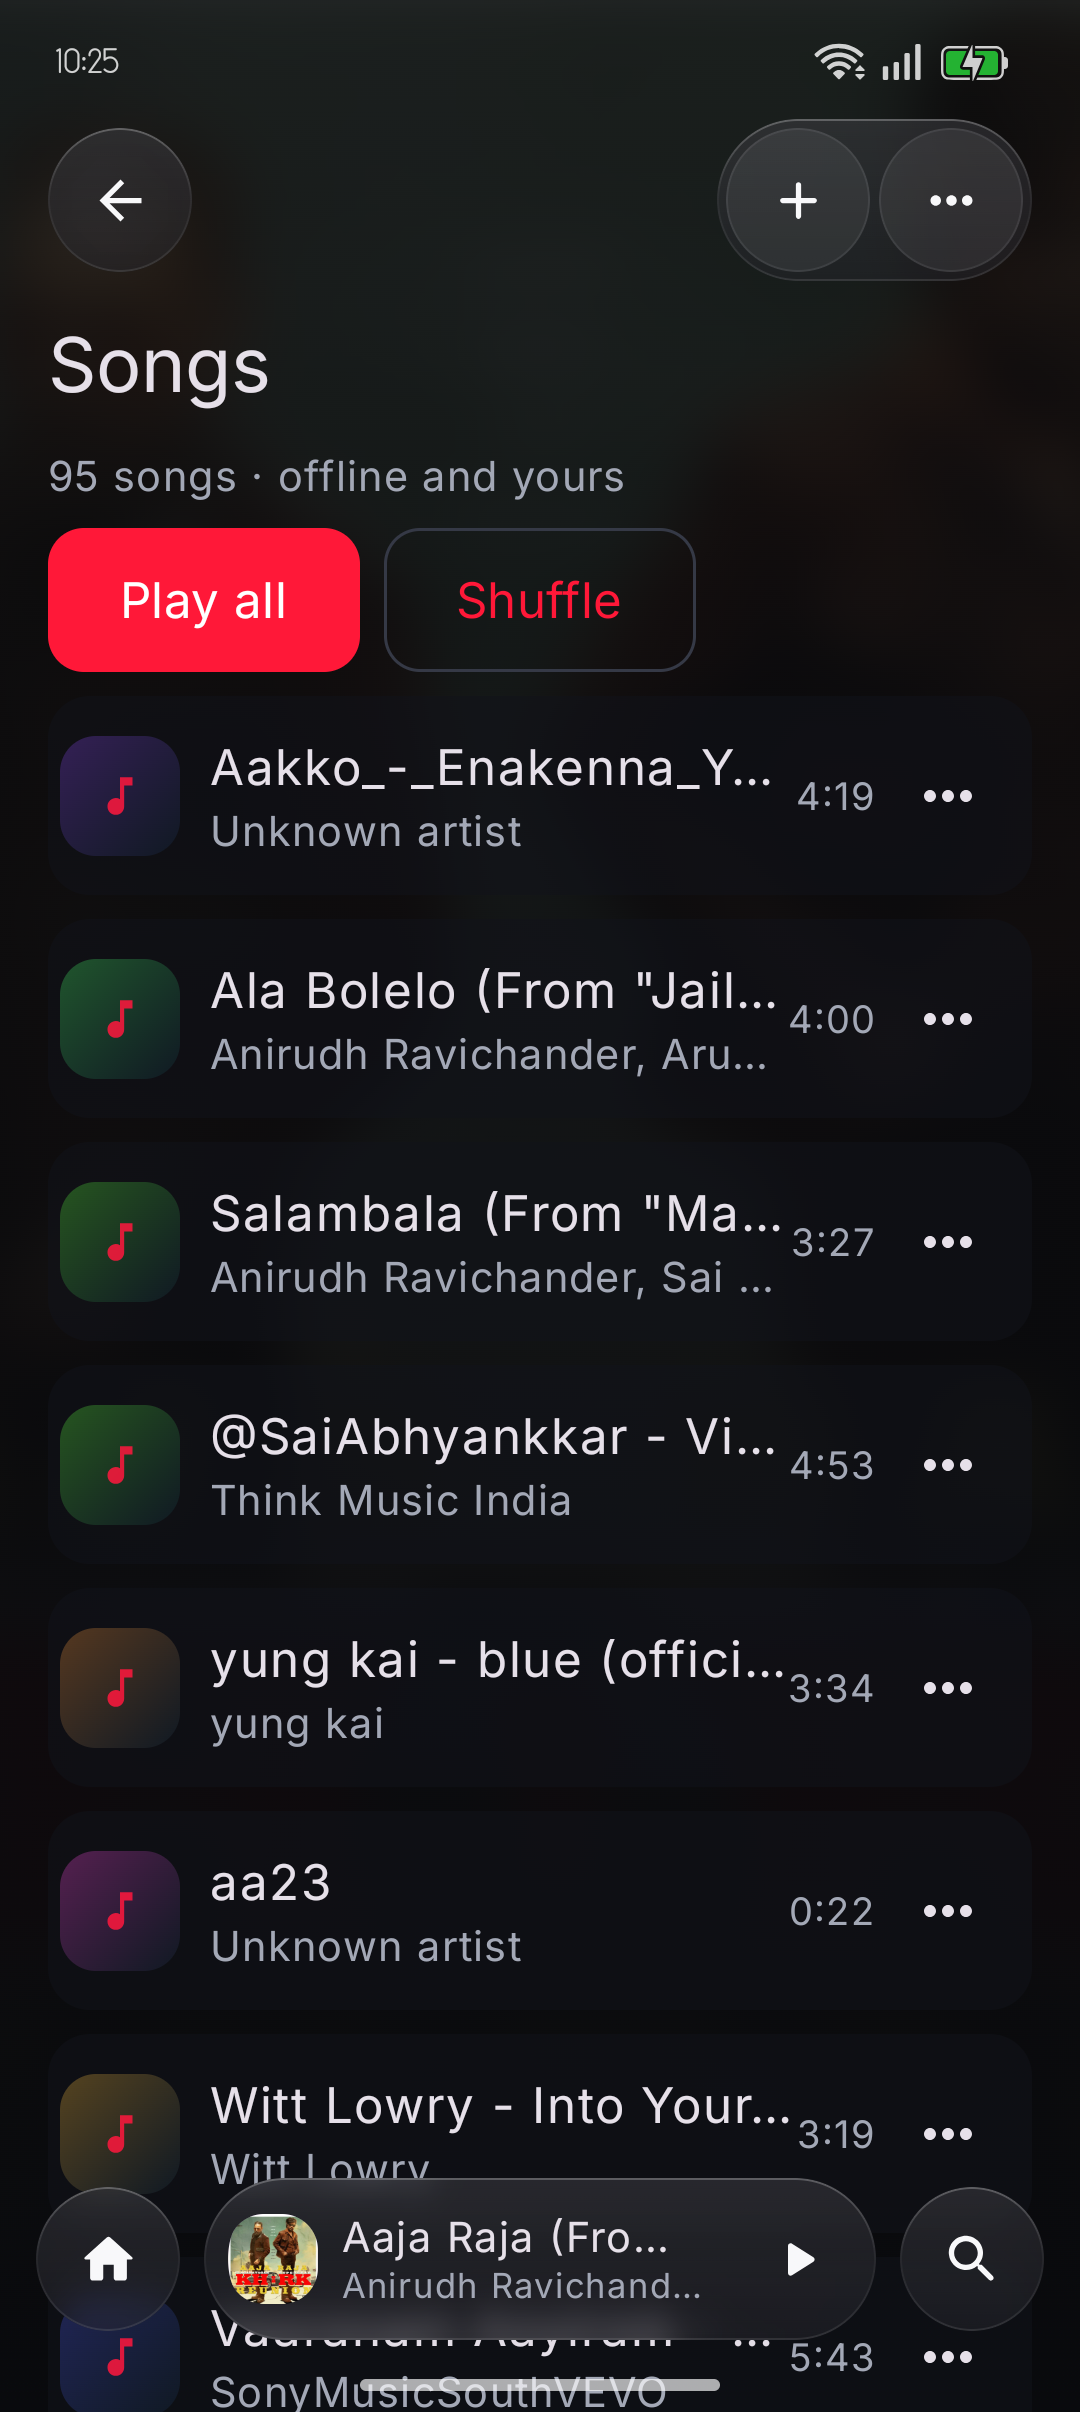 10:25
Songs
95 songs · offline and yours
Play all
Shuffle
Aakko_-_Enakenna_Y...
4:19
Unknown artist
Ala Bolelo (From "Jail...
4:00
Anirudh Ravichander, Aru...
Salambala (From "Ma...
3:27
Anirudh Ravichander, Sai ...
@SaiAbhyankkar - Vi...
4:53
Think Music India
yung kai - blue (offici...
3:34
yung kai
aa23
0:22
Unknown artist
Witt Lowry - Into Your...
3:19
Witt Lowry
Aaja Raja (Fro...
Anirudh Ravichand...
5:43
SonyMusicSouthVEVO